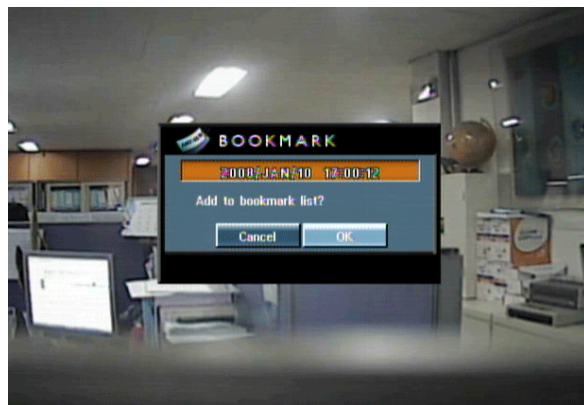 BOOKMARK
2008/JAN/10 17:00:12
Add to bookmark list?
Cancel
OK